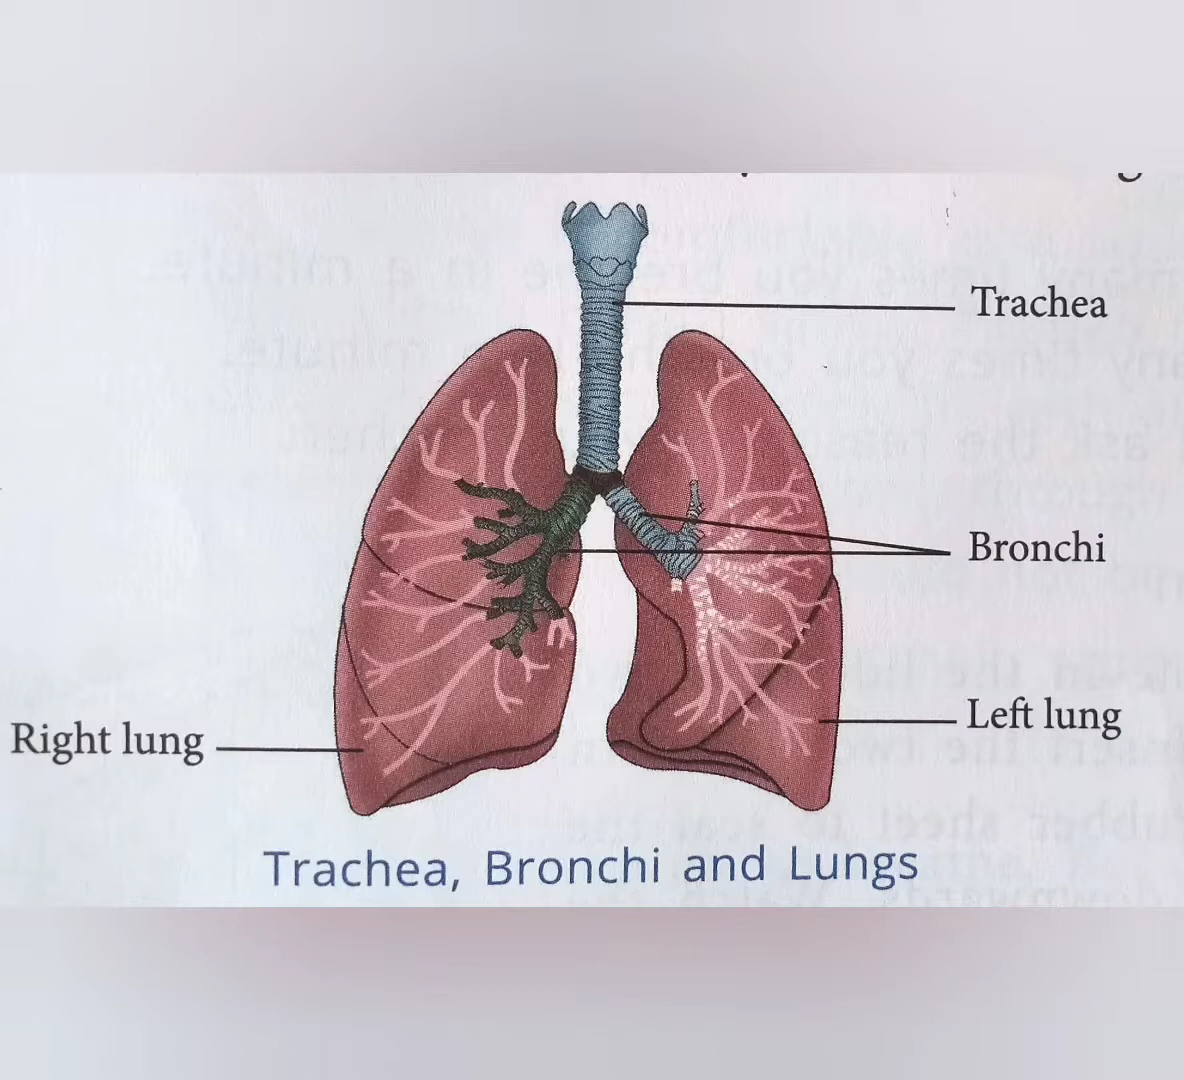 Trachea
Bronchi
Left lung
Right lung
Trachea, Bronchi and Lungs